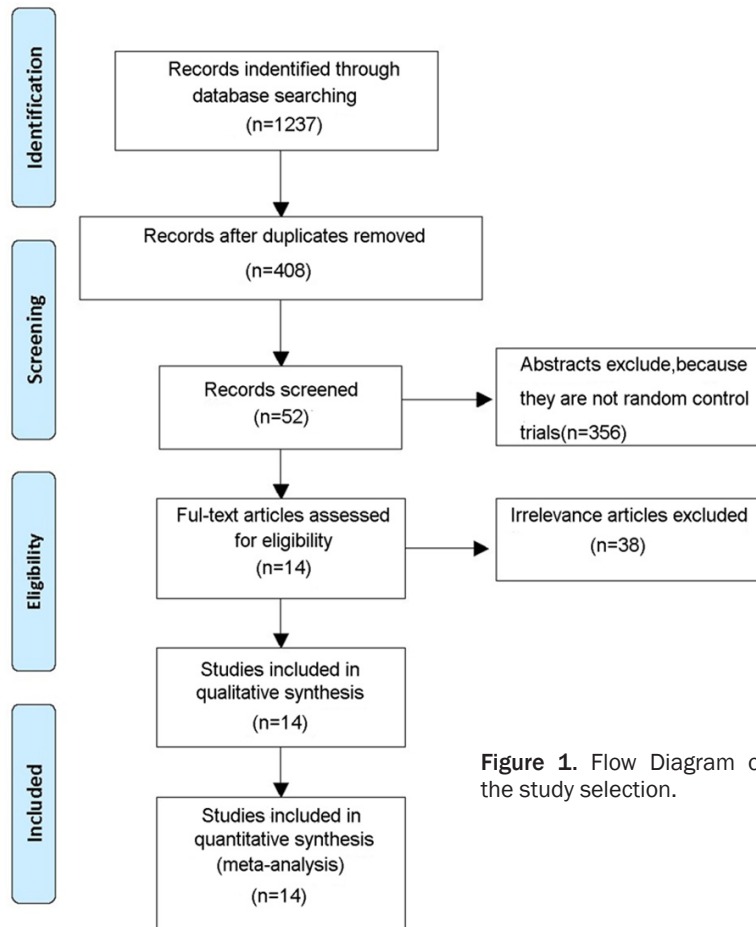 Identification
Records indentified through
database searching
(n=1237)
Records after duplicates removed
(n=408)
Screening
Records screened
(n=52)
Abstracts exclude,because
they are not random control
trials(n=356)
Eligibility
Ful-text articles assessed
for eligibility
(n=14)
Irrelevance articles excluded
(n=38)
Studies included in
qualitative synthesis
(n=14)
Included
Studies included in
quantitative synthesis
(meta-analysis)
(n=14)
Figure 1. Flow Diagram
the study selection.